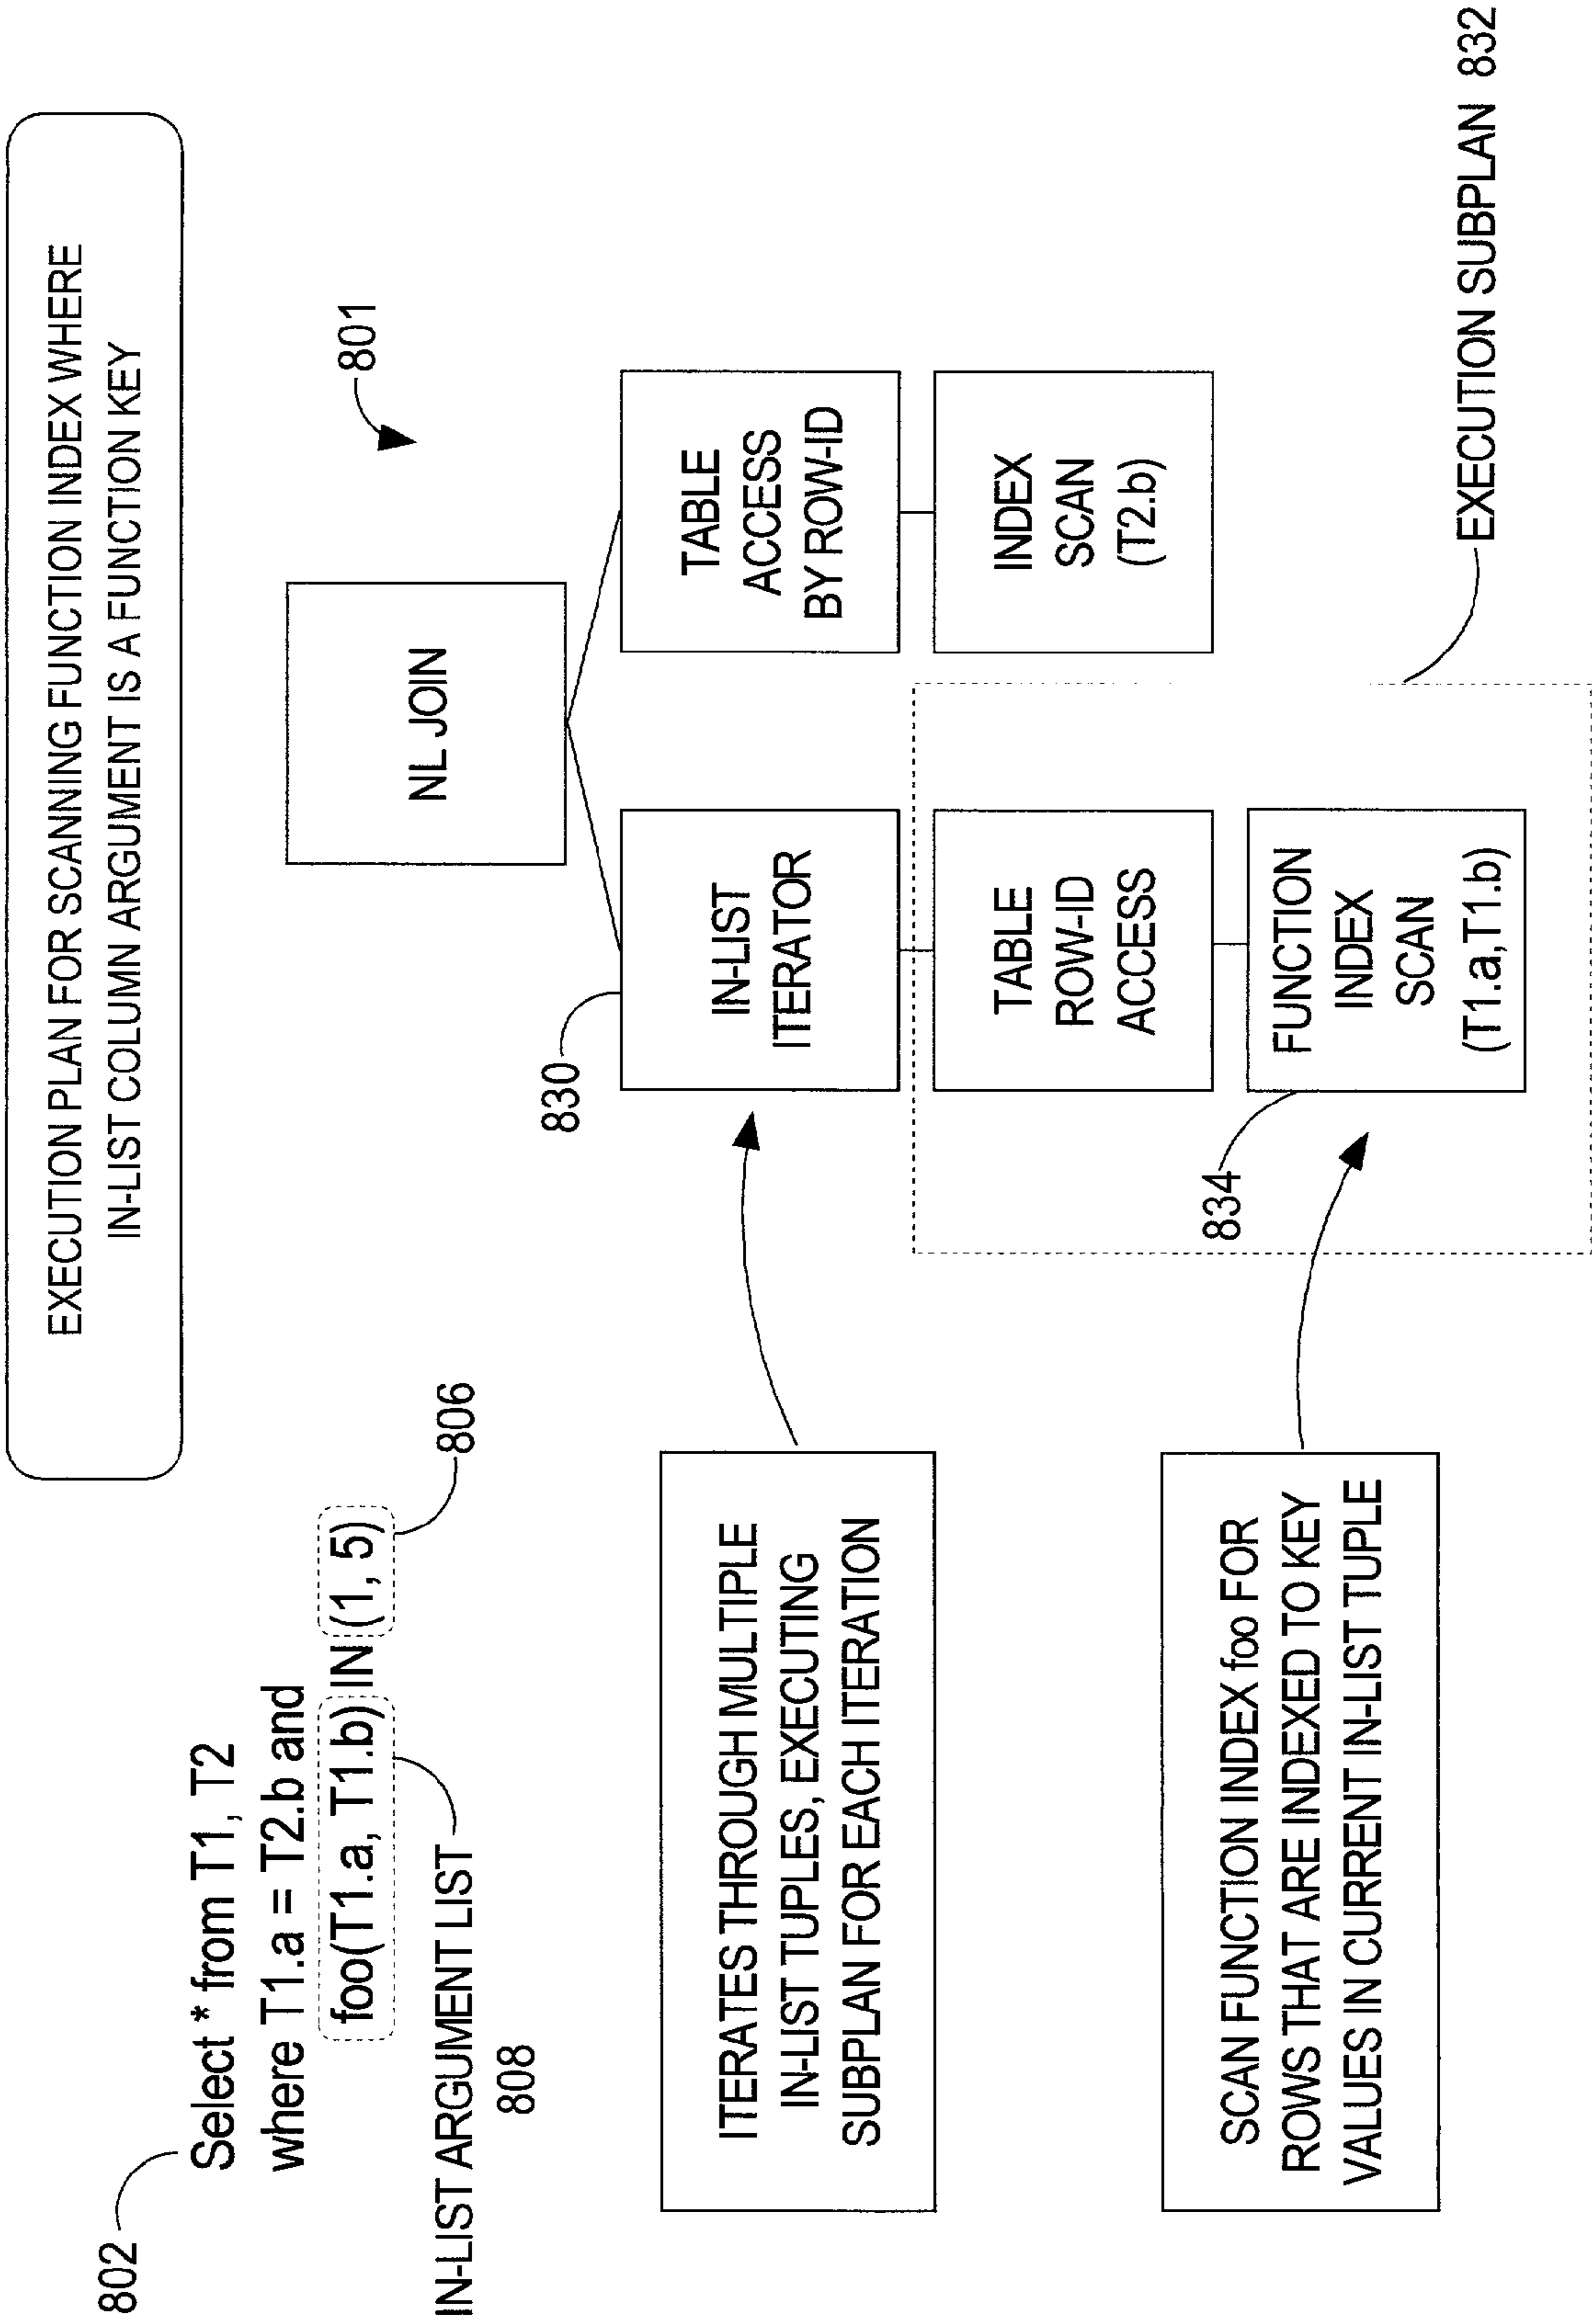 EXECUTION PLAN FOR SCANNING FUNCTION INDEX WHERE
IN-LIST COLUMN ARGUMENT IS A FUNCTION KEY
802
Select * from T1, T2
where T1.a = T2.b and
foo(T1.a, T1.b) IN (1, 5)
806
IN-LIST ARGUMENT LIST
808
801
NL JOIN
830
IN-LIST
ITERATOR
TABLE
ACCESS
BY ROW-ID
ITERATES THROUGH MULTIPLE
IN-LIST TUPLES, EXECUTING
SUBPLAN FOR EACH ITERATION
TABLE
ROW-ID
ACCESS
INDEX
SCAN
(T2.b)
834
FUNCTION
INDEX
SCAN
(T1.a,T1.b)
SCAN FUNCTION INDEX foo FOR
ROWS THAT ARE INDEXED TO KEY
VALUES IN CURRENT IN-LIST TUPLE
EXECUTION SUBPLAN 832